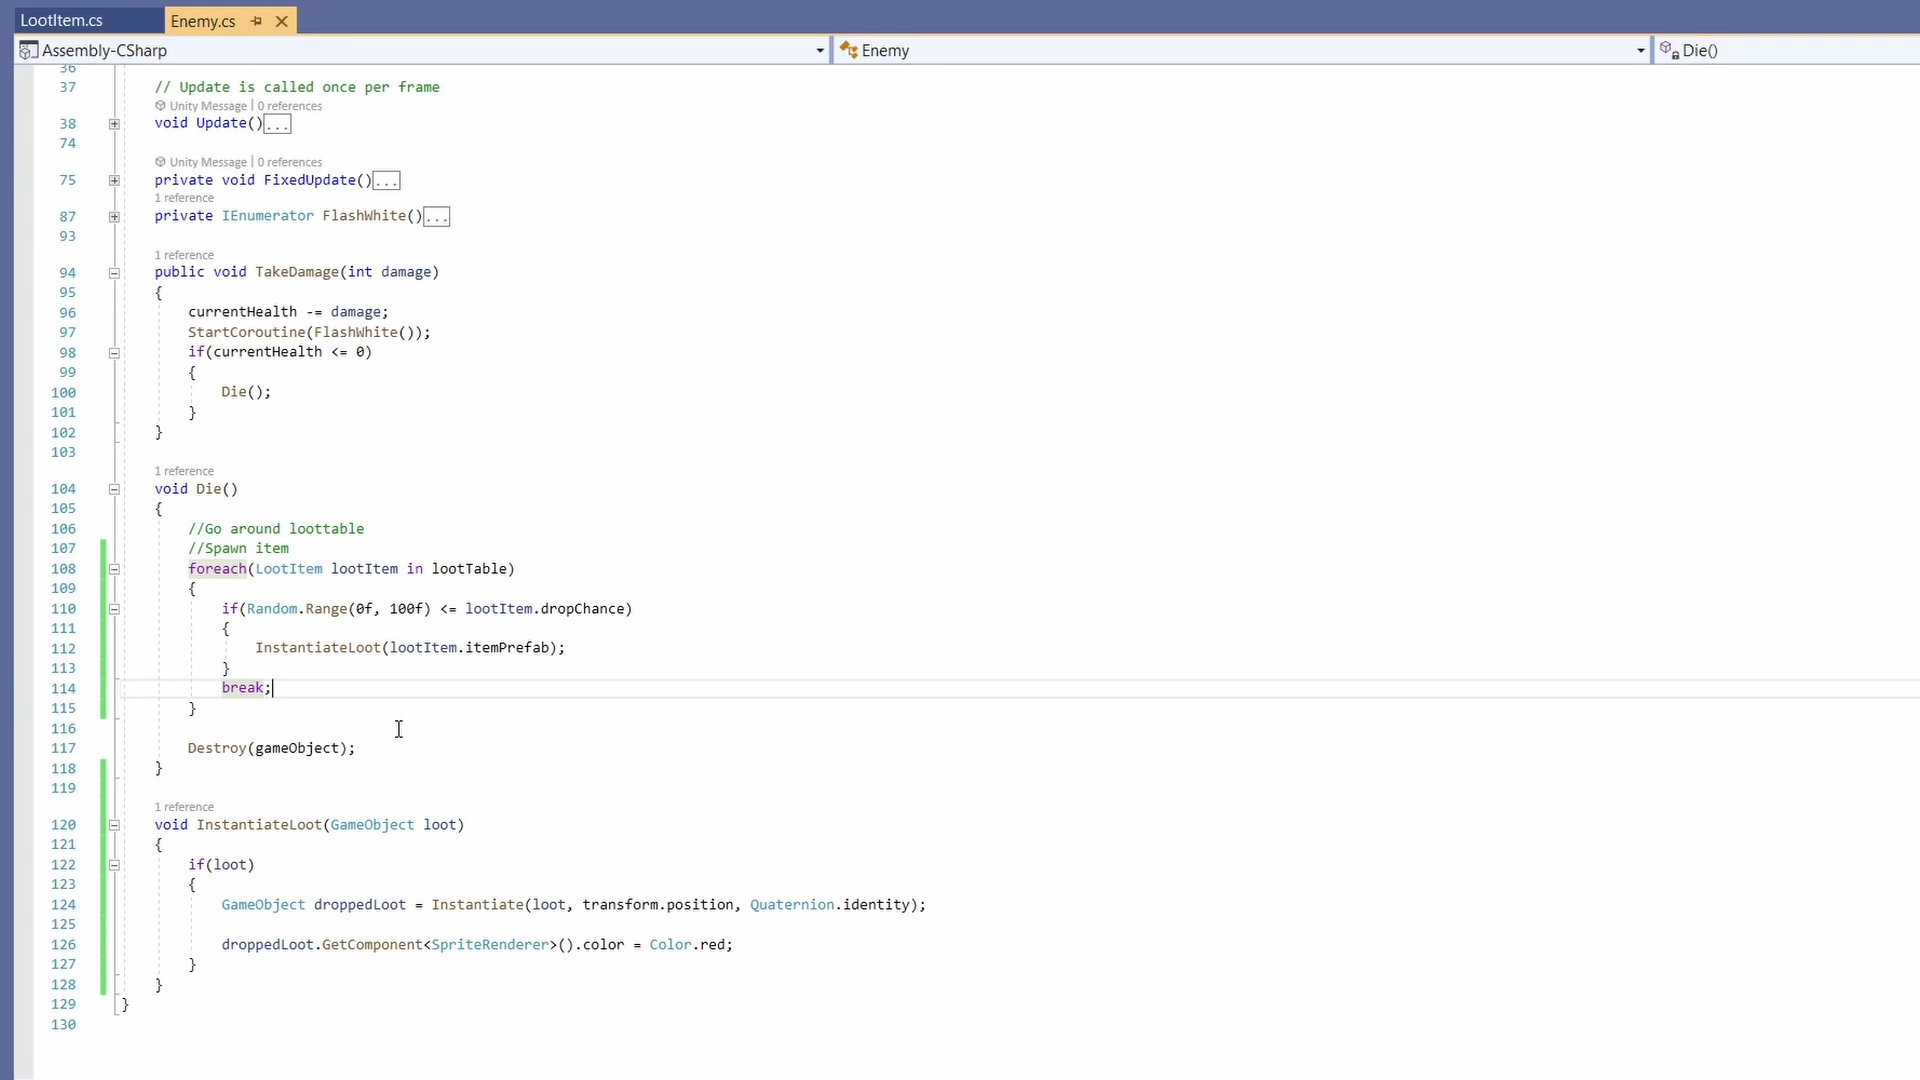 LootItem.cs
Enemy.cs
Assembly-CSharp
Enemy
Die()
36
37 // Update is called once per frame
Unity Message | 0 references
38 void Update()...
74
Unity Message | 0 references
75 private void FixedUpdate()...
1 reference
87 private IEnumerator FlashWhite()...
93
1 reference
94 public void TakeDamage(int damage)
95 {
96 currentHealth -= damage;
97 StartCoroutine(FlashWhite());
98 if(currentHealth <= 0)
99 {
100 Die();
101 }
102 }
103
1 reference
104 void Die()
105 {
106 //Go around loottable
107 //Spawn item
108 foreach(LootItem lootItem in lootTable)
109 {
110 if(Random.Range(0f, 100f) <= lootItem.dropChance)
111 {
112 InstantiateLoot(lootItem.itemPrefab);
113 }
114 break;
115 }
116
117 Destroy(gameObject);
118 }
119
1 reference
120 void InstantiateLoot(GameObject loot)
121 {
122 if(loot)
123 {
124 GameObject droppedLoot = Instantiate(loot, transform.position, Quaternion.identity);
125
126 droppedLoot.GetComponent<SpriteRenderer>().color = Color.red;
127 }
128 }
129 }
130